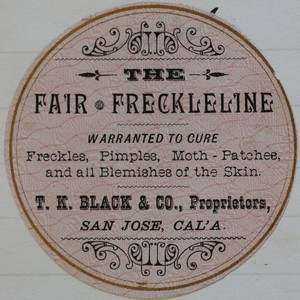 THE
FAIR FRECKLELINE
WARRANTED TO CURE
Freckles, Pimples, Moth-Patches,
and all Blemishes of the Skin.
T. K. BLACK & CO., Proprietors,
SAN JOSE, CAL'A.